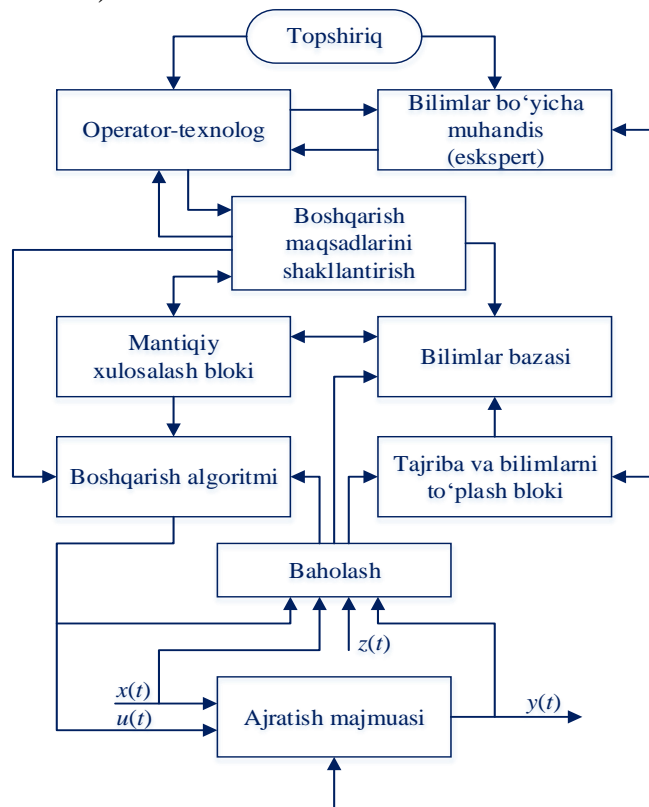 Topshiriq
Operator-texnolog
Bilimlar bo‘yicha
muhandis
(eskspert)
Boshqarish
maqsadlarini
shakllantirish
Mantiqiy
xulosalash bloki
Bilimlar bazasi
Boshqarish algoritmi
Tajriba va bilimlarni
to‘plash bloki
Baholash
z(t)
x(t)
u(t)
Ajratish majmuasi
y(t)